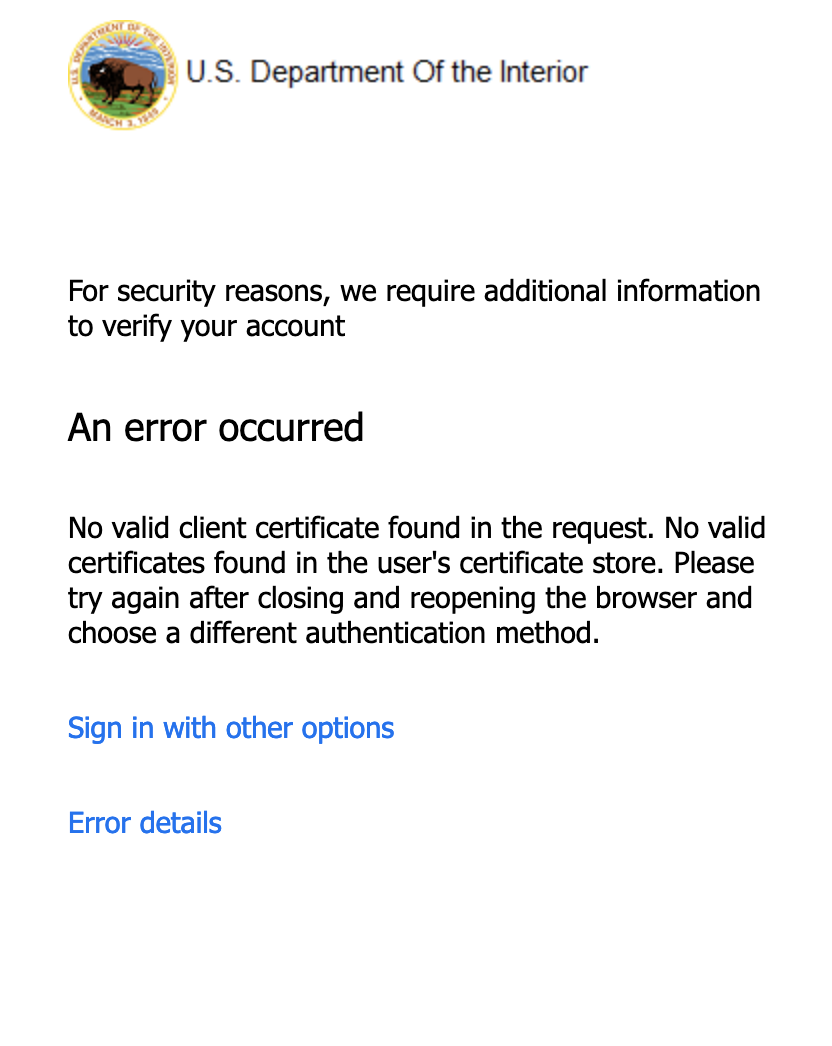 U.S. DEPARTMENT OF THE INTERIOR
MARCH 3, 1849
U.S. Department Of the Interior
For security reasons, we require additional information
to verify your account
An error occurred
No valid client certificate found in the request. No valid
certificates found in the user's certificate store. Please
try again after closing and reopening the browser and
choose a different authentication method.
Sign in with other options
Error details